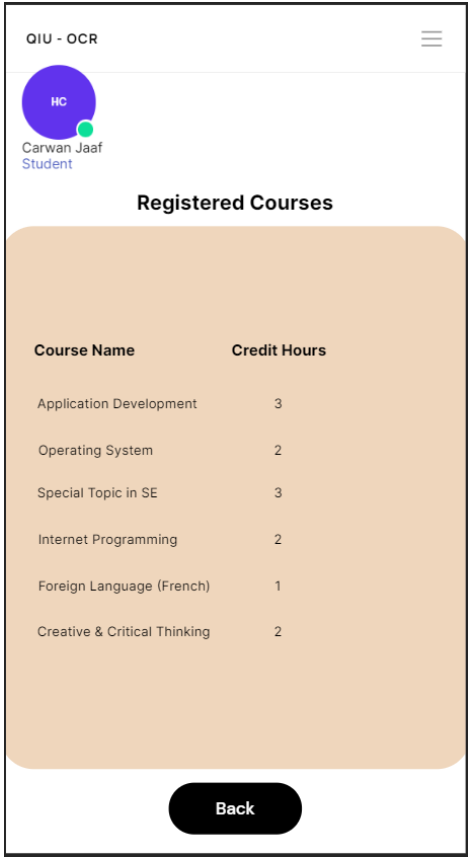 QIU - OCR
HC
Carwan Jaaf
Student
Registered Courses
Course Name Credit Hours
Application Development 3
Operating System 2
Special Topic in SE 3
Internet Programming 2
Foreign Language (French) 1
Creative & Critical Thinking 2
Back